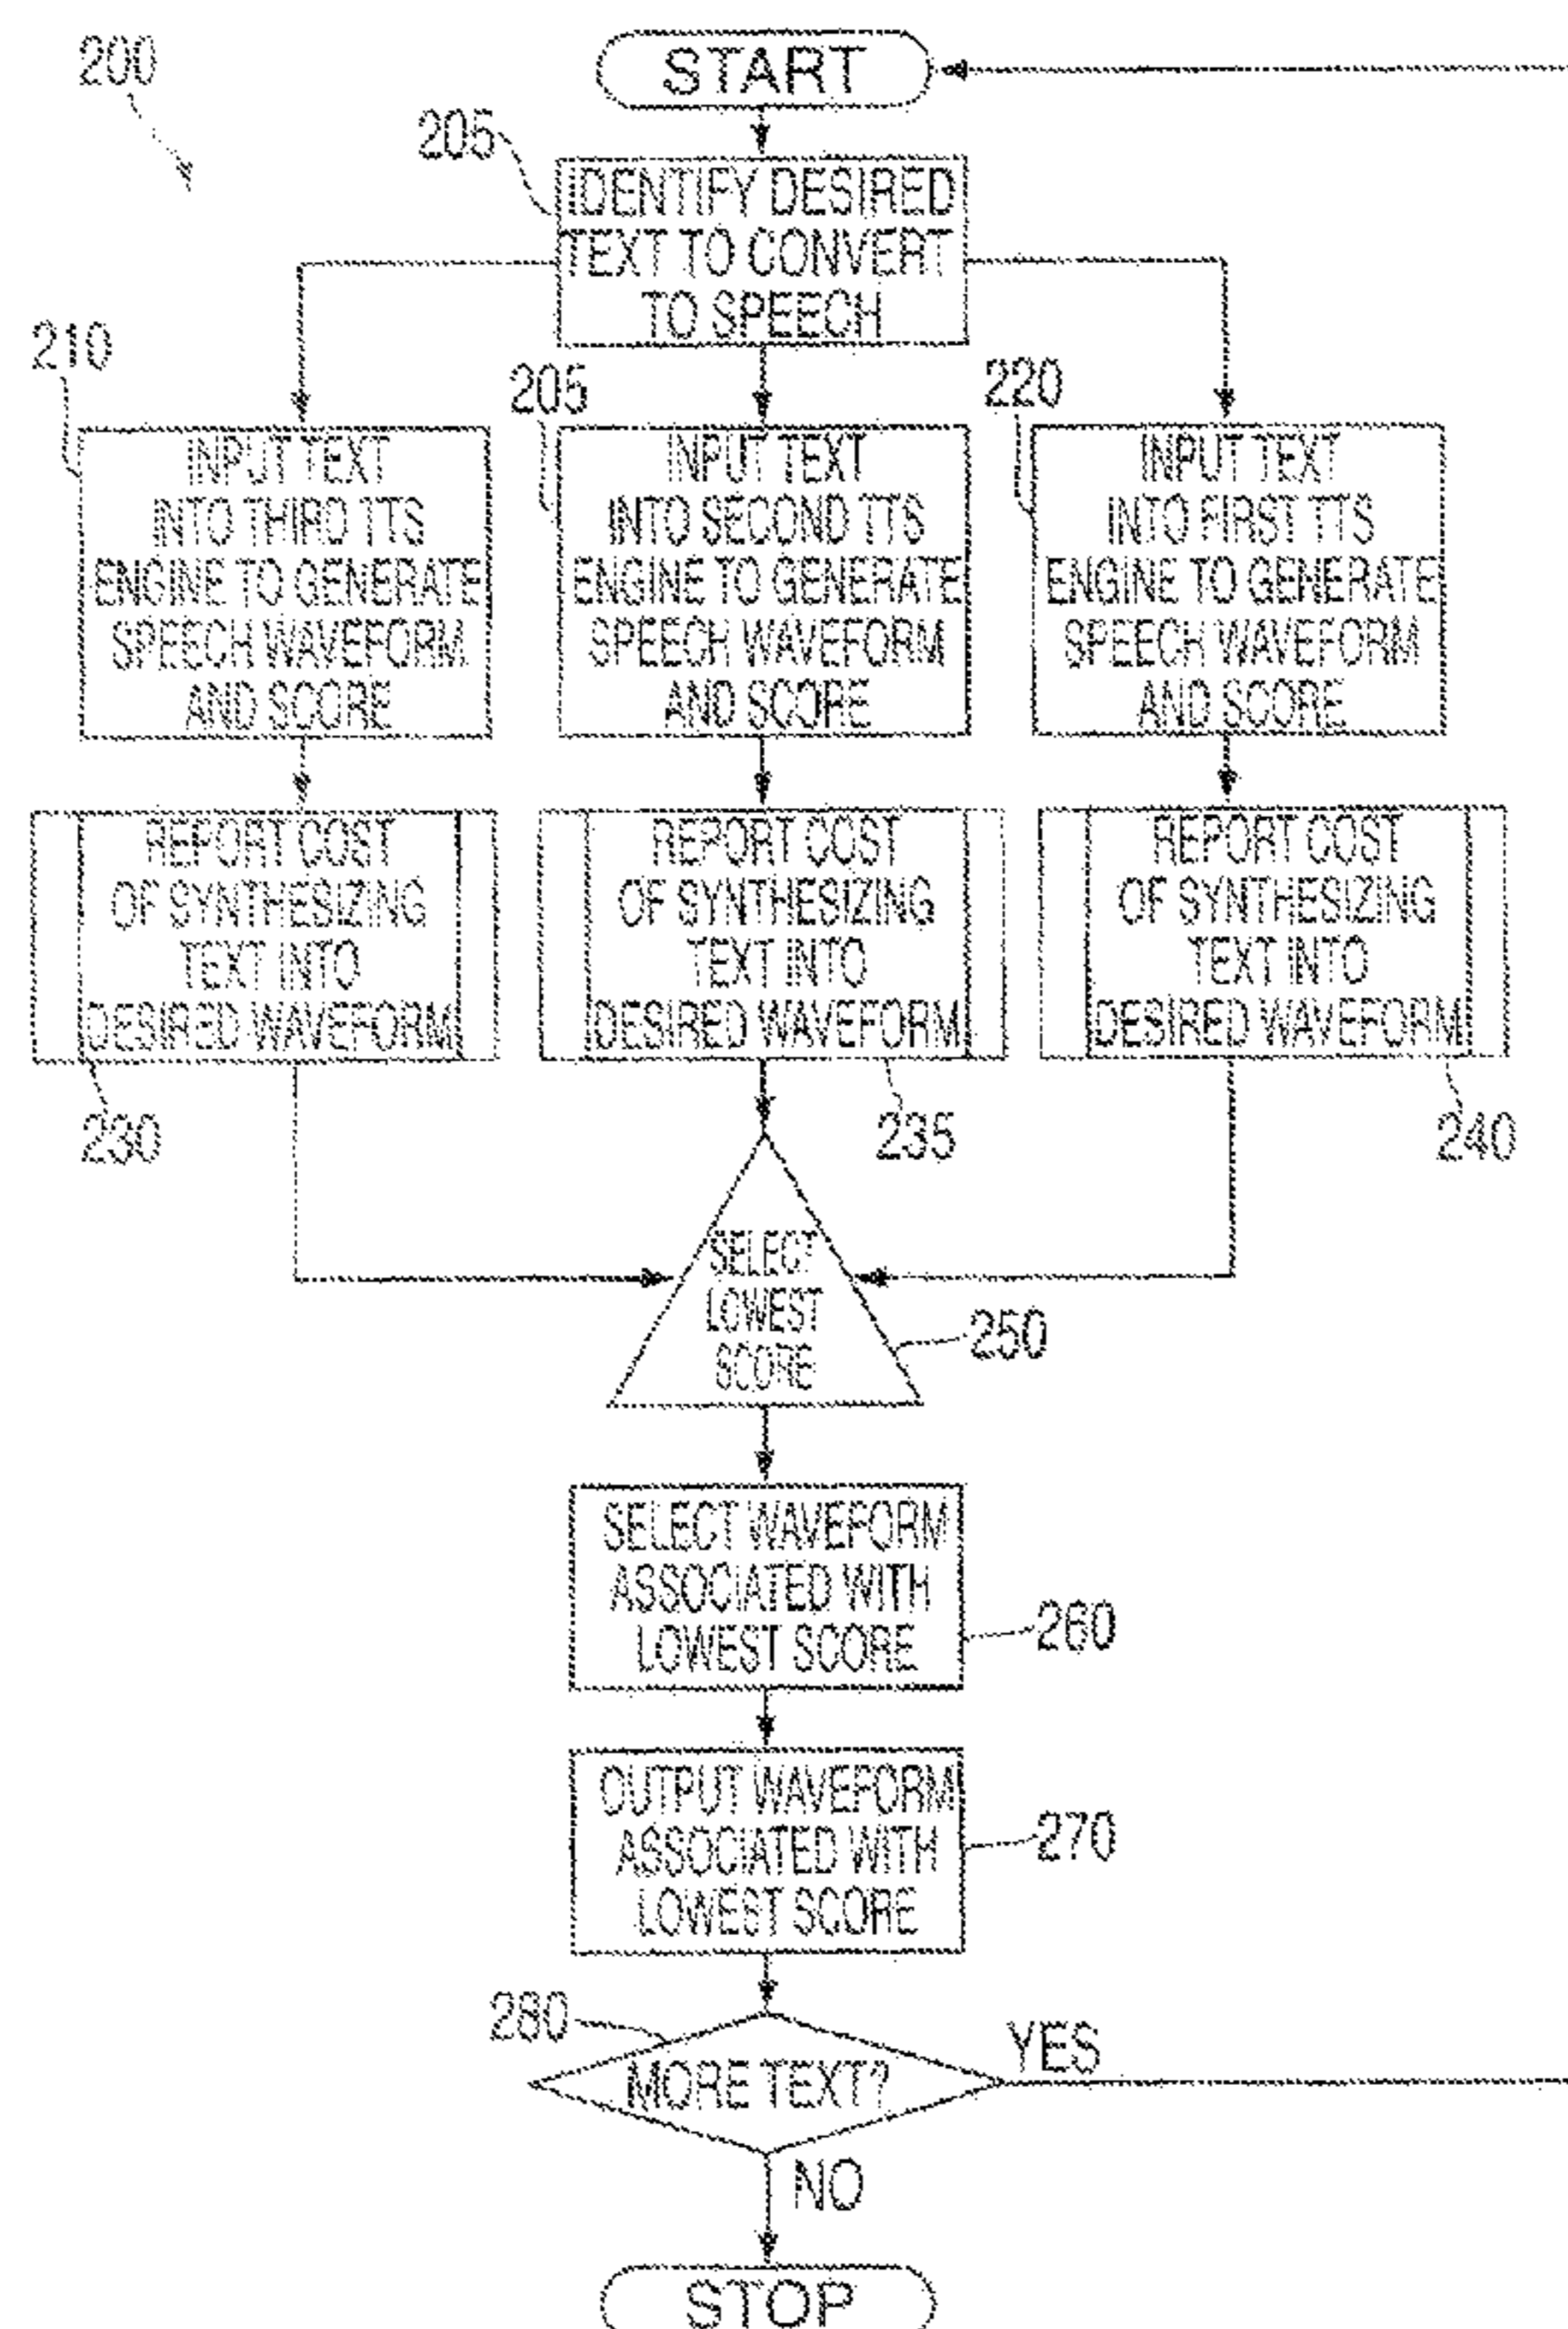 200
START
205
IDENTIFY DESIRED
TEXT TO CONVERT
TO SPEECH
210
INPUT TEXT
INTO THIRD TTS
ENGINE TO GENERATE
SPEECH WAVEFORM
AND SCORE
205
INPUT TEXT
INTO SECOND TTS
ENGINE TO GENERATE
SPEECH WAVEFORM
AND SCORE
220
INPUT TEXT
INTO FIRST TTS
ENGINE TO GENERATE
SPEECH WAVEFORM
AND SCORE
REPORT COST
OF SYNTHESIZING
TEXT INTO
DESIRED WAVEFORM
230
REPORT COST
OF SYNTHESIZING
TEXT INTO
DESIRED WAVEFORM
235
REPORT COST
OF SYNTHESIZING
TEXT INTO
DESIRED WAVEFORM
240
SELECT
LOWEST
SCORE
250
SELECT WAVEFORM
ASSOCIATED WITH
LOWEST SCORE
260
OUTPUT WAVEFORM
ASSOCIATED WITH
LOWEST SCORE
270
280
MORE TEXT?
YES
NO
STOP